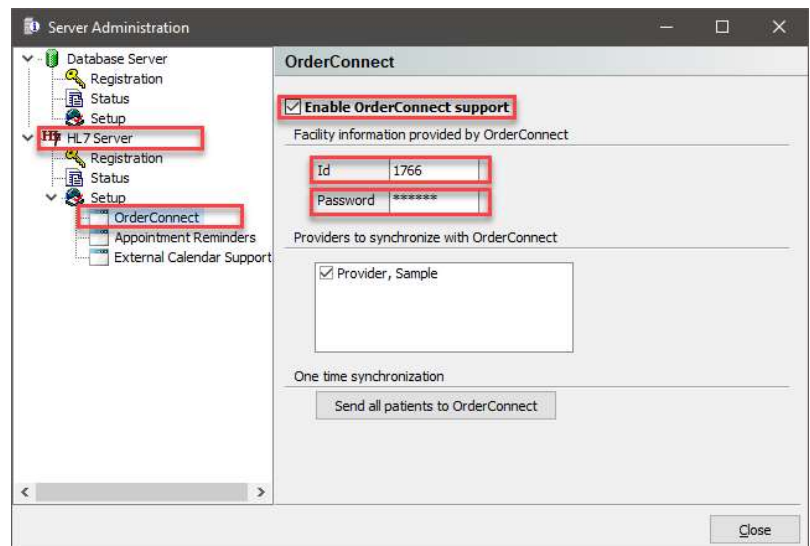 Server Administration
Database Server
Registration
Status
Setup
H7 HL7 Server
Registration
Status
Setup
OrderConnect
Appointment Reminders
External Calendar Support
OrderConnect
Enable OrderConnect support
Facility information provided by OrderConnect
Id 1766
Password ******
Providers to synchronize with OrderConnect
Provider, Sample
One time synchronization
Send all patients to OrderConnect
Close